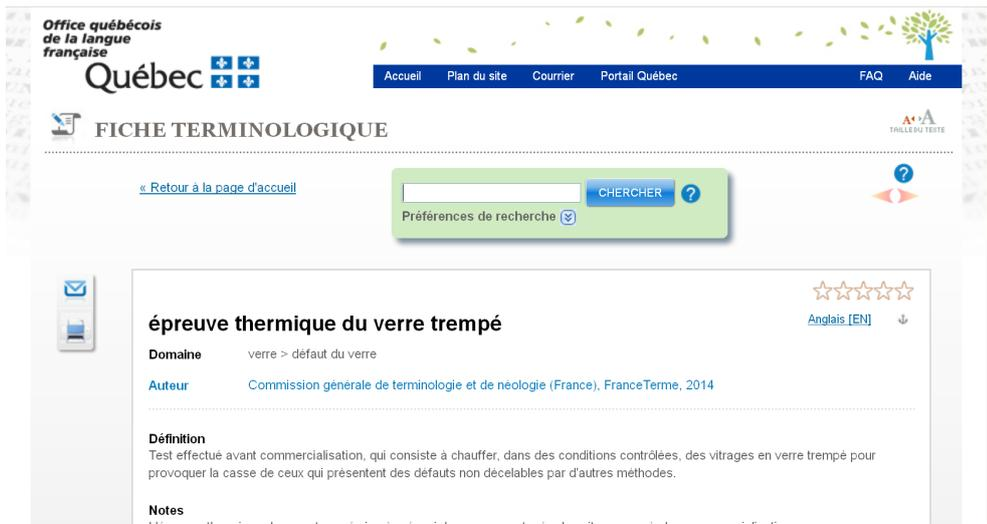 Office québécois
de la langue
française
Québec
Accueil Plan du site Courrier Portail Québec FAQ Aide
FICHE TERMINOLOGIQUE
A A
TAILLE DU TEXTE
« Retour à la page d'accueil
CHERCHER ?
?
Préférences de recherche
épreuve thermique du verre trempé
Anglais [EN]
Domaine verre > défaut du verre
Auteur Commission générale de terminologie et de néologie (France), FranceTerme, 2014
Définition
Test effectué avant commercialisation, qui consiste à chauffer, dans des conditions contrôlées, des vitrages en verre trempé pour
provoquer la casse de ceux qui présentent des défauts non décelables par d'autres méthodes.
Notes